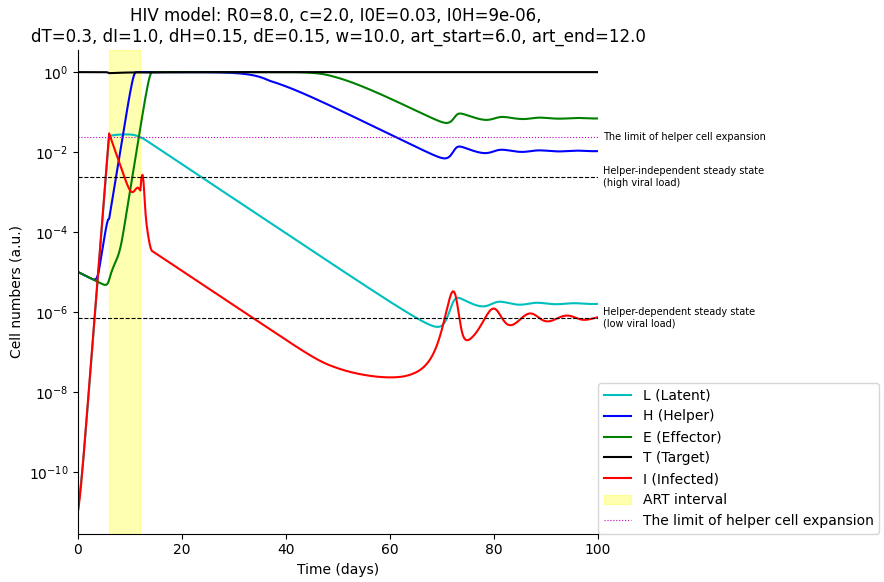 HIV model: R0=8.0, c=2.0, I0E=0.03, I0H=9e-06,
dT=0.3, dI=1.0, dH=0.15, dE=0.15, w=10.0, art_start=6.0, art_end=12.0
Cell numbers (a.u.)
10⁰
10⁻²
10⁻⁴
10⁻⁶
10⁻⁸
10⁻¹⁰
The limit of helper cell expansion
Helper-independent steady state
(high viral load)
Helper-dependent steady state
(low viral load)
L (Latent)
H (Helper)
E (Effector)
T (Target)
I (Infected)
ART interval
The limit of helper cell expansion
0 20 40 60 80 100
Time (days)